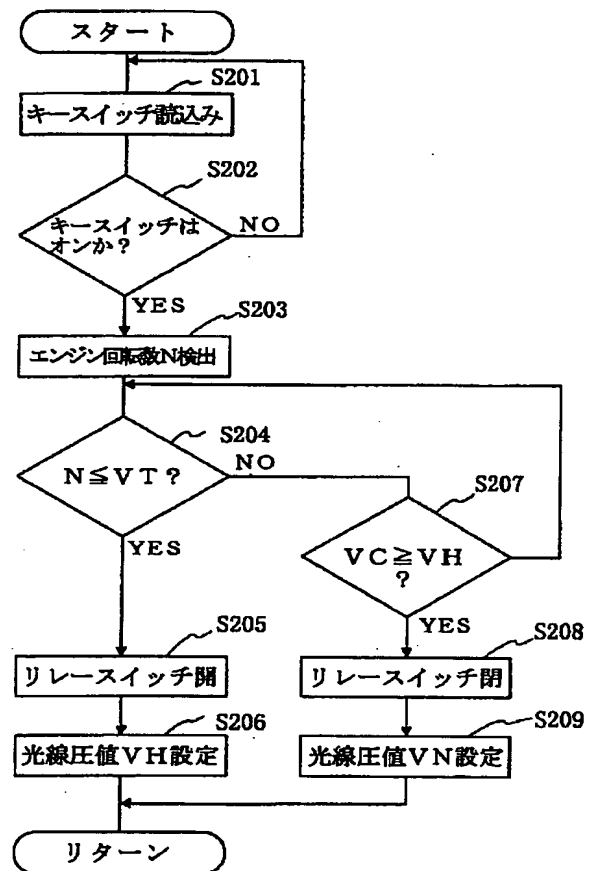 スタート
S201
キースイッチ読込み
S202
キースイッチは
オンか?
NO
YES
S203
エンジン回転数N検出
S204
N≦VT?
NO
S207
YES
VC≧VH
?
YES
S205
リレースイッチ開
S208
リレースイッチ閉
S206
光線圧値VH設定
S209
光線圧値VN設定
リターン